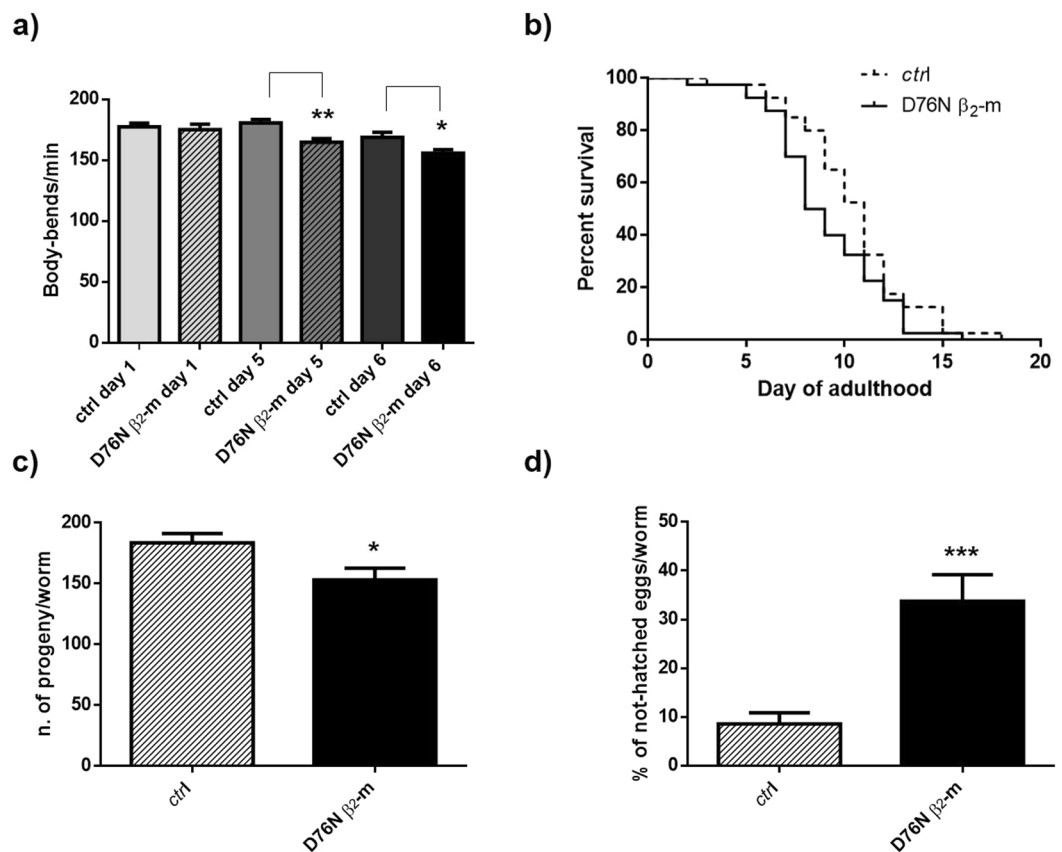 a)
200
150
100
50
0
Body-bends/min
**
*
ctrl day 1
D76N β₂-m day 1
ctrl day 5
D76N β₂-m day 5
ctrl day 6
D76N β₂-m day 6
b)
100
80
60
40
20
0
Percent survival
ctrl
D76N β₂-m
0 5 10 15 20
Day of adulthood
c)
200
150
100
50
0
n. of progeny/worm
*
ctrl
D76N β₂-m
d)
50
40
30
20
10
0
% of not-hatched eggs/worm
***
ctrl
D76N β₂-m